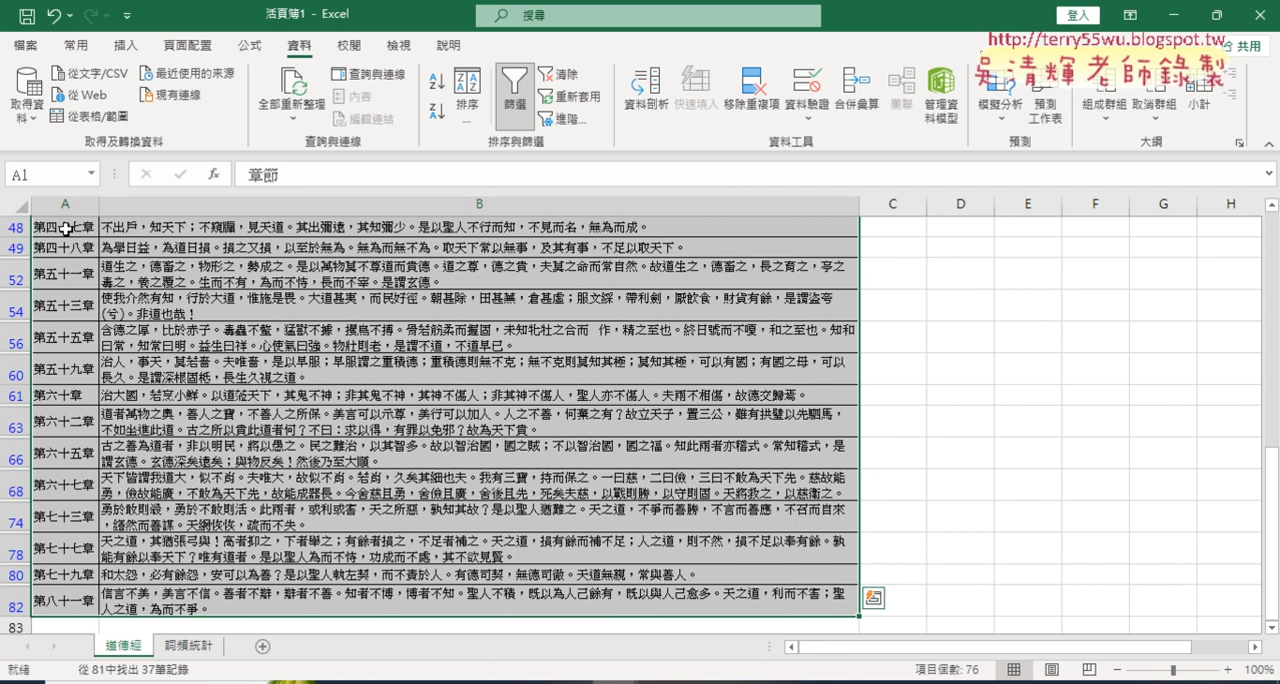 活頁簿1 - Excel
搜尋
登入
http://terry55wu.blogspot.tw
吳清輝老師錄製
檔案 常用 插入 頁面配置 公式 資料 校閱 檢視 說明
共用
取得資料
從文字/CSV
從 Web
從表格/範圍
最近使用的來源
現有連線
取得及轉換資料
全部重新整理
查詢與連線
內容
編輯連結
查詢與連線
排序...
篩選
清除
重新套用
進階...
排序與篩選
資料剖析
快速填入
移除重複項
資料驗證
合併彙算
關聯
管理資料模型
資料工具
模擬分析
預測工作表
預測
組成群組
取消群組
小計
大綱
A1
fx
章節
A B C D E F G H
48 第四十七章 不出戶，知天下；不窺牖，見天道。其出彌遠，其知彌少。是以聖人不行而知，不見而名，無為而成。
49 第四十八章 為學日益，為道日損。損之又損，以至於無為。無為而無不為。取天下常以無事，及其有事，不足以取天下。
52 第五十一章 道生之，德畜之，物形之，勢成之。是以萬物莫不尊道而貴德。道之尊，德之貴，夫莫之命而常自然。故道生之，德畜之，長之育之，亭之
毒之，養之覆之。生而不有，為而不恃，長而不宰。是謂玄德。
54 第五十三章 使我介然有知，行於大道，惟施是畏。大道甚夷，而民好徑。朝甚除，田甚蕪，倉甚虛；服文綵，帶利劍，厭飲食，財貨有餘，是謂盜夸
(兮)。非道也哉！
56 第五十五章 含德之厚，比於赤子。毒蟲不螫，猛獸不據，攫鳥不搏。骨若筋柔而握固，未知牝牡之合而 作，精之至也。終日號而不嗄，和之至也。知和
曰常，知常曰明。益生曰祥。心使氣曰強。物壯則老，是謂不道，不道早已。
60 第五十九章 治人，事天，莫若嗇。夫唯嗇，是以早服；早服謂之重積德；重積德則無不克；無不克則莫知其極；莫知其極，可以有國；有國之母，可以
長久。是謂深根固柢，長生久視之道。
61 第六十章 治大國，若烹小鮮。以道蒞天下，其鬼不神；非其鬼不神，其神不傷人；非其神不傷人，聖人亦不傷人。夫兩不相傷，故德交歸焉。
63 第六十二章 道者萬物之奧，善人之寶，不善人之所保。美言可以示尊，美行可以加人。人之不善，何棄之有？故立天子，置三公，雖有拱璧以先駟馬，
不如坐進此道。古之所以貴此道者何？不曰：求以得，有罪以免邪？故為天下貴。
66 第六十五章 古之善為道者，非以明民，將以愚之。民之難治，以其智多。故以智治國，國之賊；不以智治國，國之福。知此兩者亦稽式。常知稽式，是
謂玄德。玄德深矣遠矣；與物反矣！然後乃至大順。
68 第六十七章 天下皆謂我道大，似不肖。夫唯大，故似不肖。若肖，久矣其細也夫。我有三寶，持而保之。一曰慈，二曰儉，三曰不敢為天下先。慈故能
勇，儉故能廣，不敢為天下先，故能成器長。今舍慈且勇，舍儉且廣，舍後且先，死矣夫慈，以戰則勝，以守則固。天將救之，以慈衛之。
74 第七十三章 勇於敢則殺，勇於不敢則活。此兩者，或利或害，天之所惡，孰知其故？是以聖人猶難之。天之道，不爭而善勝，不言而善應，不召而自來
，繟然而善謀。天網恢恢，疏而不失。
78 第七十七章 天之道，其猶張弓與！高者抑之，下者舉之；有餘者損之，不足者補之。天之道，損有餘而補不足；人之道，則不然，損不足以奉有餘。孰
能有餘以奉天下？唯有道者。是以聖人為而不恃，功成而不處，其不欲見賢。
80 第七十九章 和大怨，必有餘怨，安可以為善？是以聖人執左契，而不責於人。有德司契，無德司徹。天道無親，常與善人。
82 第八十一章 信言不美，美言不信。善者不辯，辯者不善。知者不博，博者不知。聖人不積，既以為人己餘有，既以與人己愈多。天之道，利而不害；聖
人之道，為而不爭。
83
道德經 詞頻統計
就緒 從 81中找出 37筆記錄 項目個數: 76 100%